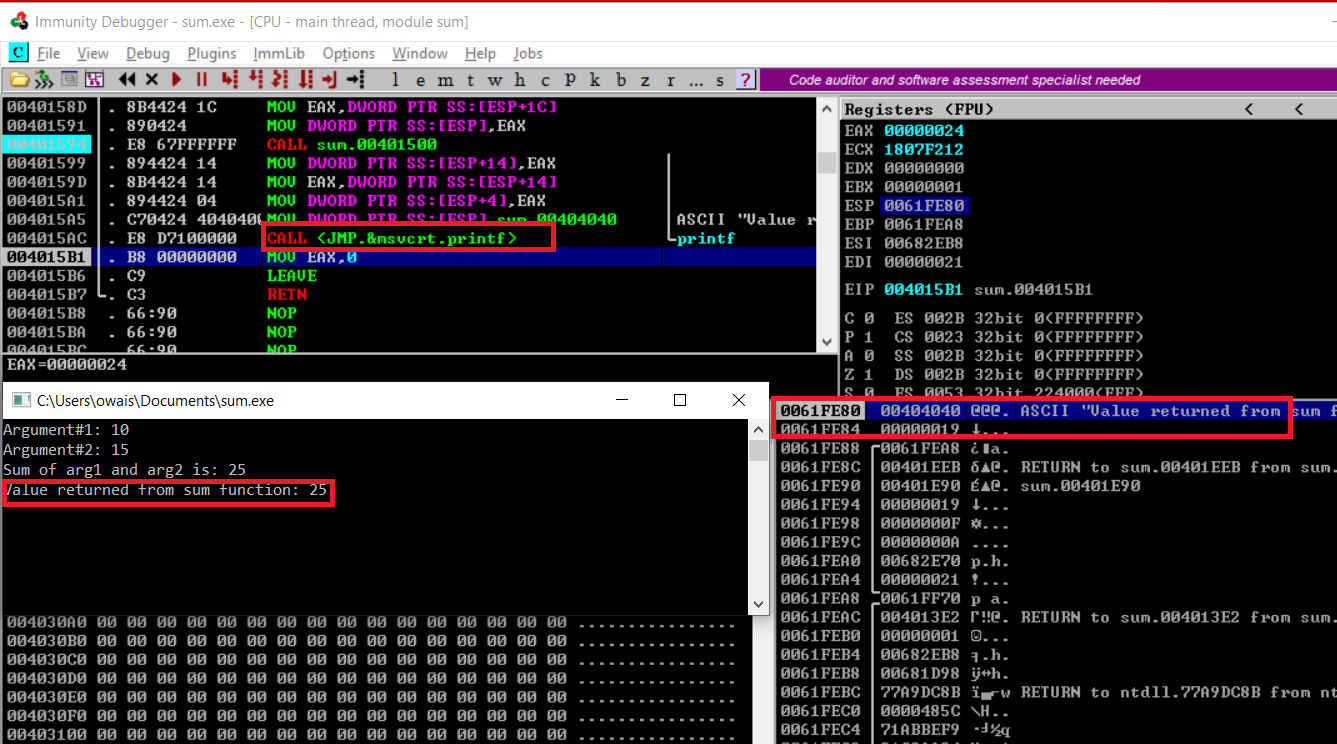 Immunity Debugger - sum.exe - [CPU - main thread, module sum]
C File View Debug Plugins ImmLib Options Window Help Jobs
l e m t w h c P k b z r ... s ? Code auditor and software assessment specialist needed
0040158D . 8B4424 1C MOV EAX,DWORD PTR SS:[ESP+1C]
00401591 . 890424 MOV DWORD PTR SS:[ESP],EAX
00401594 . E8 67FFFFFF CALL sum.00401500
00401599 . 894424 14 MOV DWORD PTR SS:[ESP+14],EAX
0040159D . 8B4424 14 MOV EAX,DWORD PTR SS:[ESP+14]
004015A1 . 894424 04 MOV DWORD PTR SS:[ESP+4],EAX
004015A5 . C70424 4040400 MOV DWORD PTR SS:[ESP],sum.00404040 ASCII "Value r
004015AC . E8 D7100000 CALL <JMP.&msvcrt.printf> printf
004015B1 . B8 00000000 MOV EAX,0
004015B6 . C9 LEAVE
004015B7 . C3 RETN
004015B8 . 66:90 NOP
004015BA . 66:90 NOP
004015BC . 66:90 NOP
EAX=00000024
Registers (FPU) < <
EAX 00000024
ECX 1807F212
EDX 00000000
EBX 00000001
ESP 0061FE80
EBP 0061FEA8
ESI 00682EB8
EDI 00000021
EIP 004015B1 sum.004015B1
C 0 ES 002B 32bit 0(FFFFFFFF)
P 1 CS 0023 32bit 0(FFFFFFFF)
A 0 SS 002B 32bit 0(FFFFFFFF)
Z 1 DS 002B 32bit 0(FFFFFFFF)
S 0 FS 0053 32bit 224000(FFF)
C:\Users\owais\Documents\sum.exe
Argument#1: 10
Argument#2: 15
Sum of arg1 and arg2 is: 25
Value returned from sum function: 25
0061FE80 00404040 @@@. ASCII "Value returned from sum f
0061FE84 00000019 ↓...
0061FE88 0061FEA8 ¿■a.
0061FE8C 00401EEB δ▲@. RETURN to sum.00401EEB from sum.
0061FE90 00401E90 É▲@. sum.00401E90
0061FE94 00000019 ↓...
0061FE98 0000000F ☼...
0061FE9C 0000000A ....
0061FEA0 00682E70 p.h.
0061FEA4 00000021 !...
0061FEA8 0061FF70 p a.
0061FEAC 004013E2 Γ‼@. RETURN to sum.004013E2 from sum.
0061FEB0 00000001 ☺...
0061FEB4 00682EB8 ╕.h.
0061FEB8 00681D98 ÿ↔h.
0061FEBC 77A9DC8B RETURN to ntdll.77A9DC8B from nt
0061FEC0 0000485C \H..
0061FEC4 71ABBEF9
004030A0 00 00 00 00 00 00 00 00 00 00 00 00 00 00 00 00 ................
004030B0 00 00 00 00 00 00 00 00 00 00 00 00 00 00 00 00 ................
004030C0 00 00 00 00 00 00 00 00 00 00 00 00 00 00 00 00 ................
004030D0 00 00 00 00 00 00 00 00 00 00 00 00 00 00 00 00 ................
004030E0 00 00 00 00 00 00 00 00 00 00 00 00 00 00 00 00 ................
004030F0 00 00 00 00 00 00 00 00 00 00 00 00 00 00 00 00 ................
00403100 00 00 00 00 00 00 00 00 00 00 00 00 00 00 00 00 ................